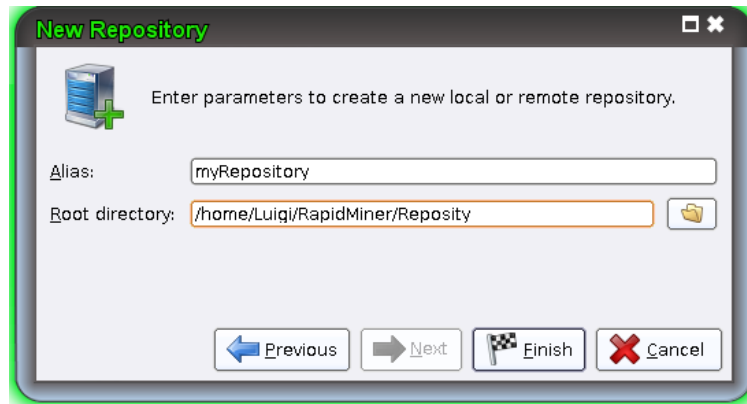 New Repository
Enter parameters to create a new local or remote repository.
Alias: myRepository
Root directory: /home/Luigi/RapidMiner/Reposity
Previous Next Finish Cancel